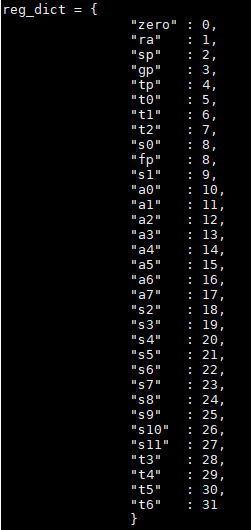 reg_dict = {
"zero" : 0,
"ra" : 1,
"sp" : 2,
"gp" : 3,
"tp" : 4,
"t0" : 5,
"t1" : 6,
"t2" : 7,
"s0" : 8,
"fp" : 8,
"s1" : 9,
"a0" : 10,
"a1" : 11,
"a2" : 12,
"a3" : 13,
"a4" : 14,
"a5" : 15,
"a6" : 16,
"a7" : 17,
"s2" : 18,
"s3" : 19,
"s4" : 20,
"s5" : 21,
"s6" : 22,
"s7" : 23,
"s8" : 24,
"s9" : 25,
"s10" : 26,
"s11" : 27,
"t3" : 28,
"t4" : 29,
"t5" : 30,
"t6" : 31
}